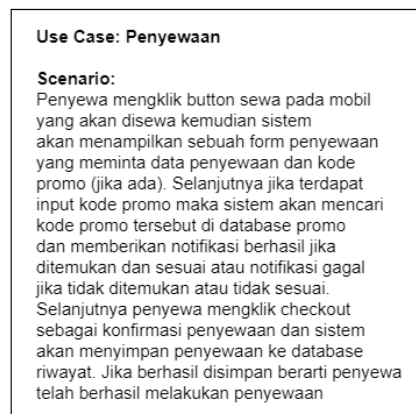 Use Case: Penyewaan
Scenario:
Penyewa mengklik button sewa pada mobil
yang akan disewa kemudian sistem
akan menampilkan sebuah form penyewaan
yang meminta data penyewaan dan kode
promo (jika ada). Selanjutnya jika terdapat
input kode promo maka sistem akan mencari
kode promo tersebut di database promo
dan memberikan notifikasi berhasil jika
ditemukan dan sesuai atau notifikasi gagal
jika tidak ditemukan atau tidak sesuai.
Selanjutnya penyewa mengklik checkout
sebagai konfirmasi penyewaan dan sistem
akan menyimpan penyewaan ke database
riwayat. Jika berhasil disimpan berarti penyewa
telah berhasil melakukan penyewaan